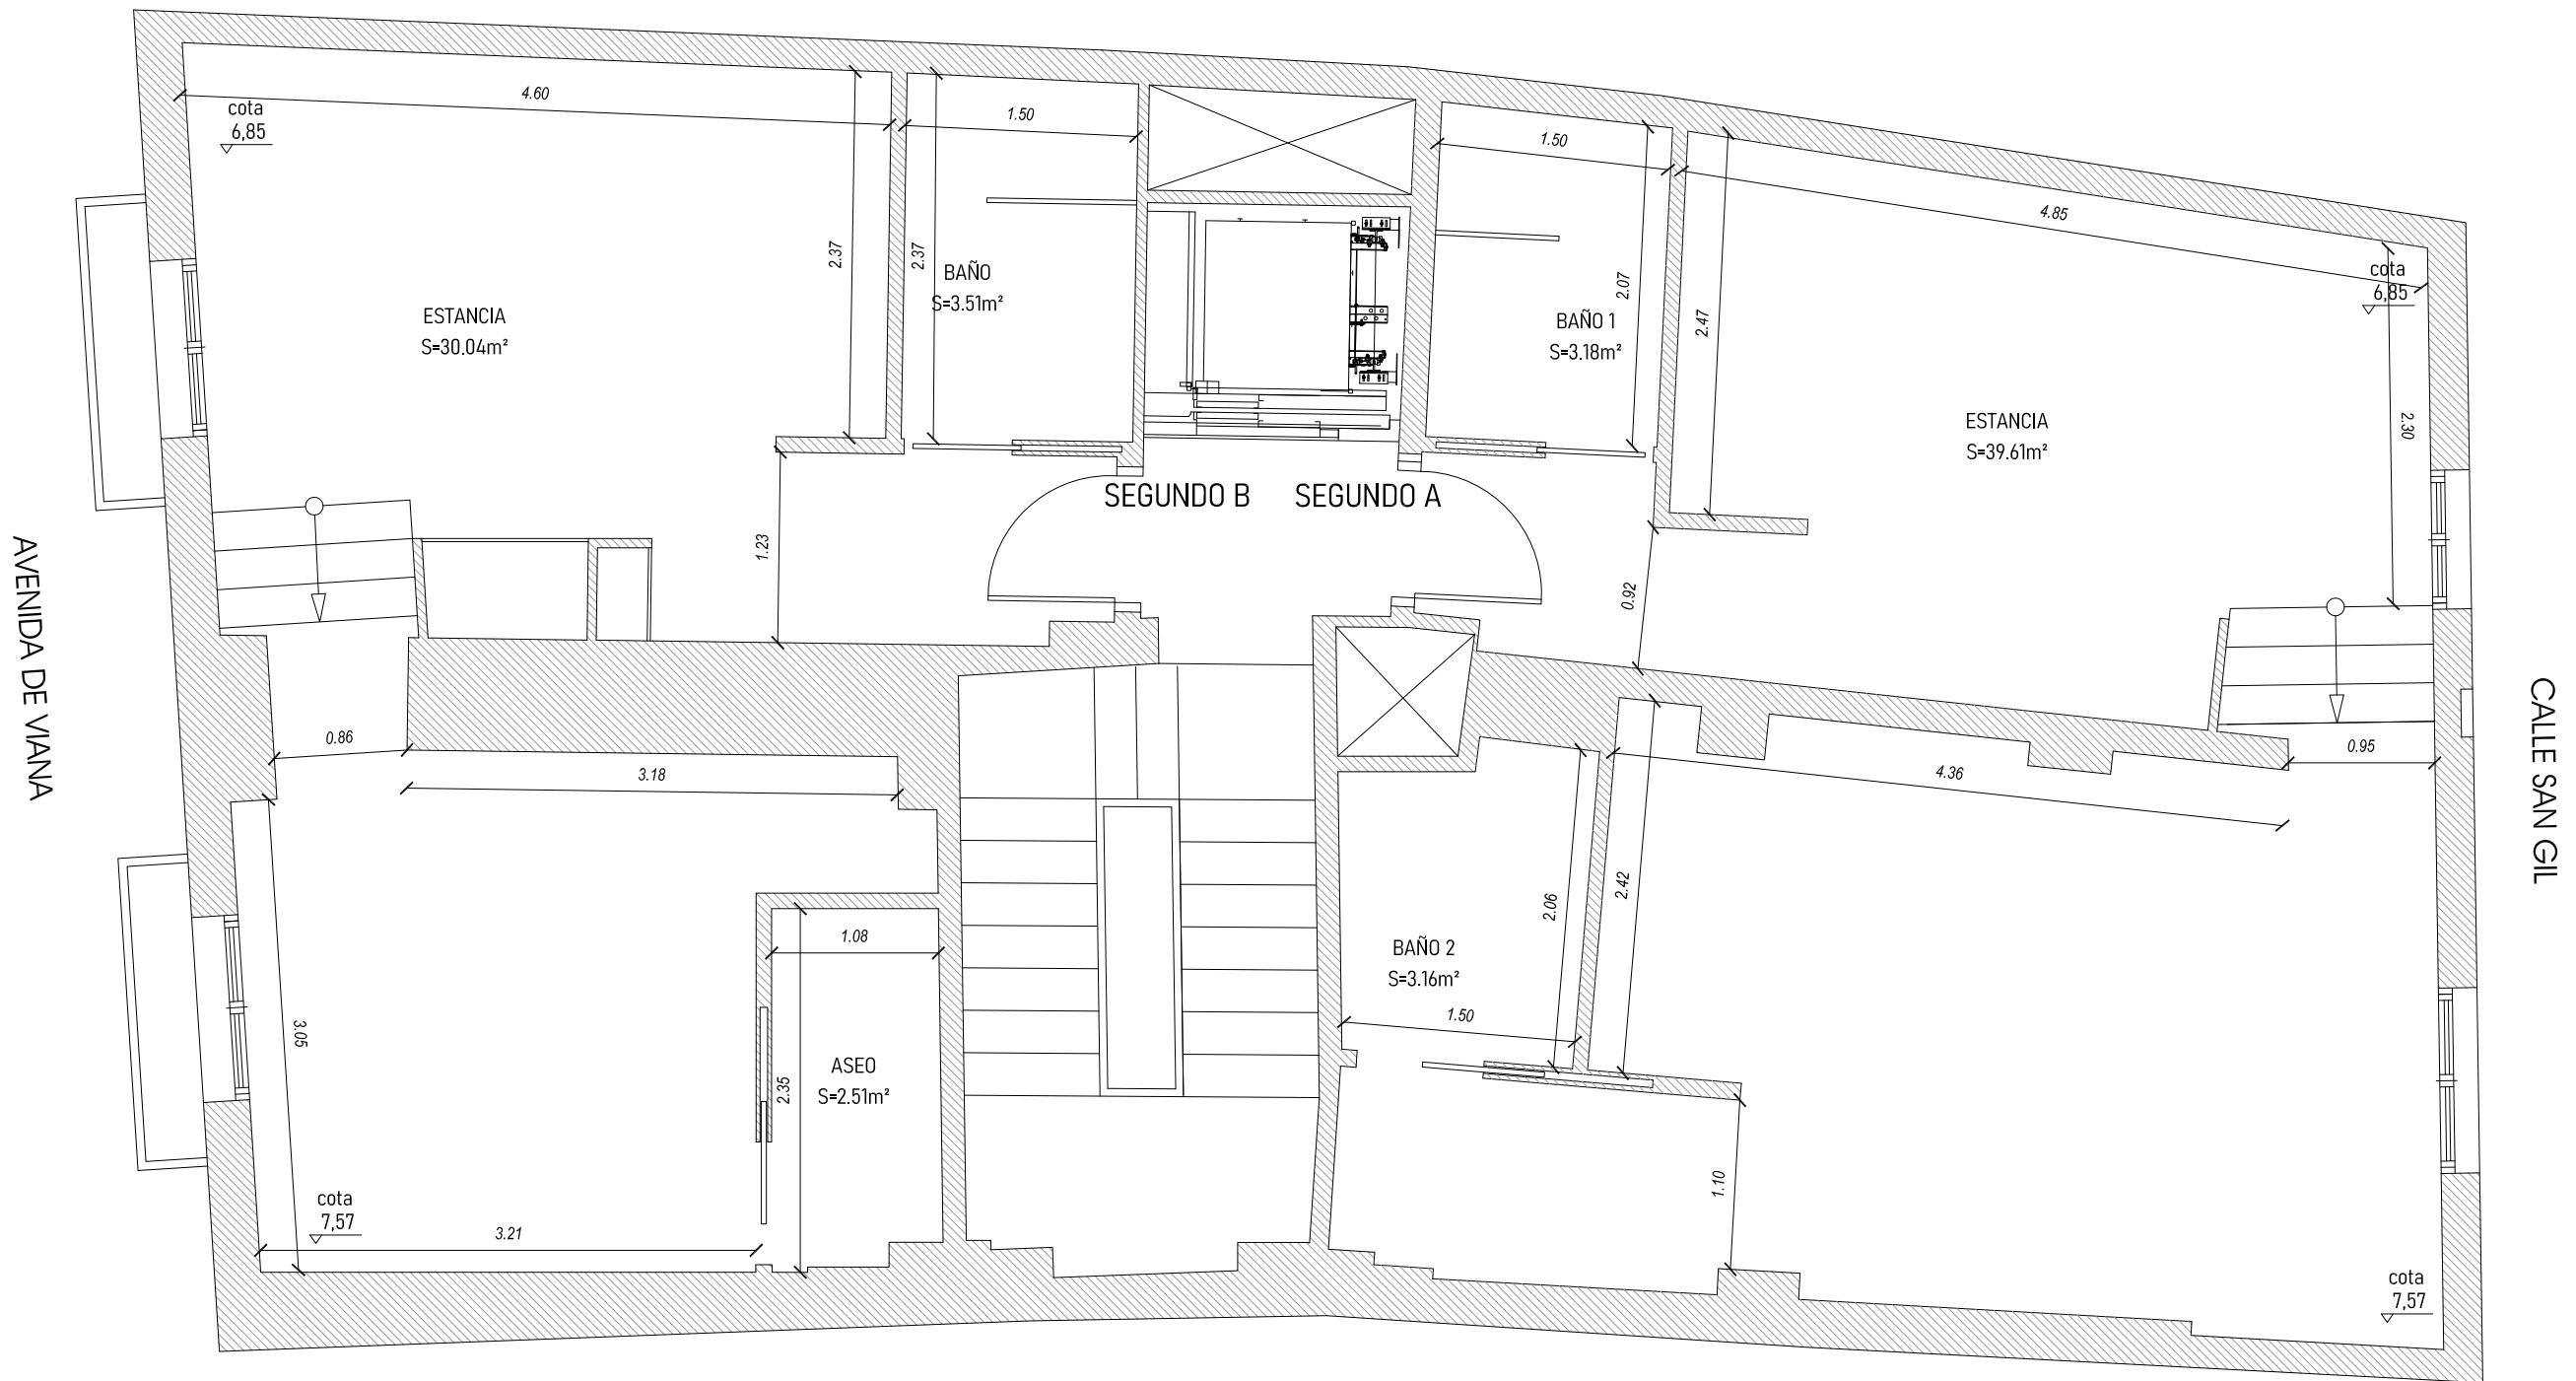 4.60
cota
6,85
1.50
1.50
4.85
2.37
2.37
BAÑO
S=3.51m²
2.07
2.47
cota
6,85
ESTANCIA
S=30.04m²
BAÑO 1
S=3.18m²
ESTANCIA
S=39.61m²
2.30
SEGUNDO B
SEGUNDO A
1.23
0.92
AVENIDA DE VIANA
CALLE SAN GIL
0.86
3.18
4.36
0.95
2.06
2.42
1.08
BAÑO 2
S=3.16m²
1.50
3.05
2.35
ASEO
S=2.51m²
1.10
cota
7,57
3.21
cota
7,57